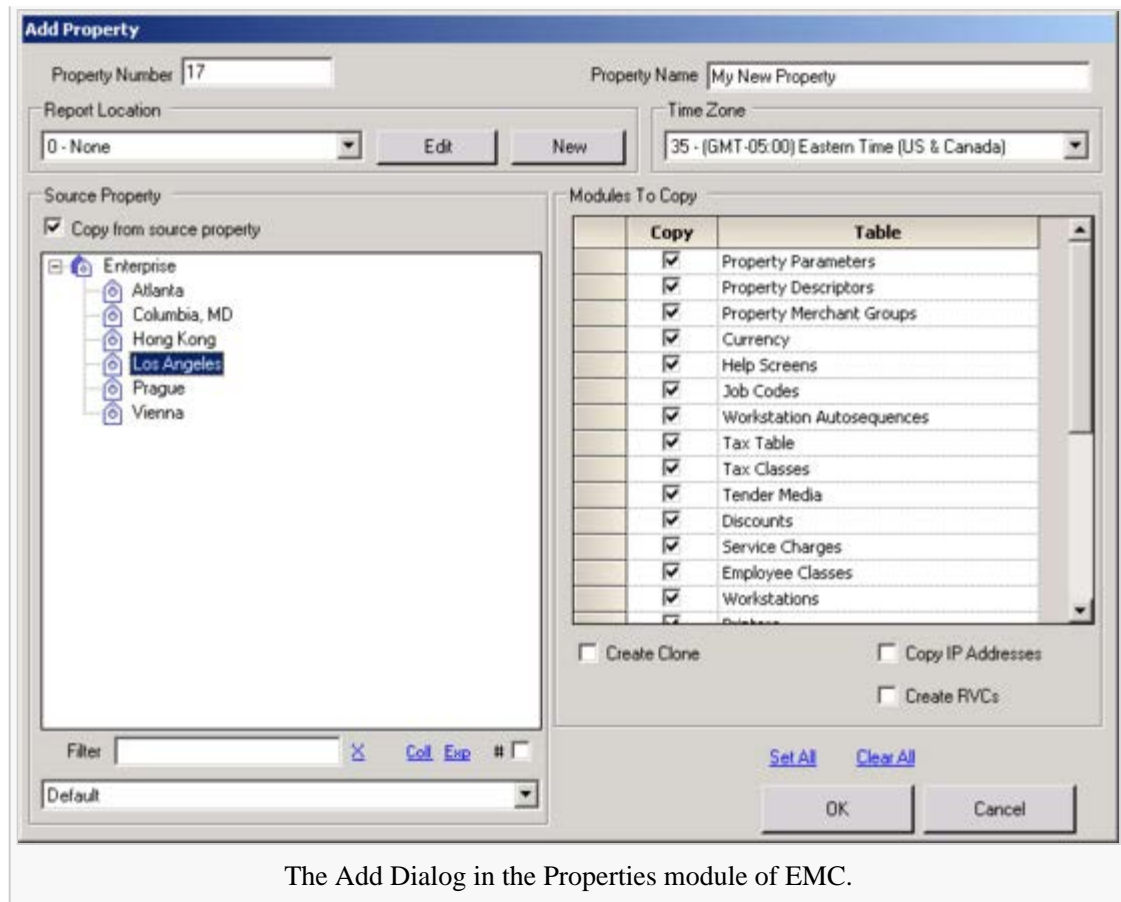 Add Property
Property Number 17
Property Name My New Property
Report Location
Time Zone
0 - None
Edit
New
35 - (GMT-05:00) Eastern Time (US & Canada)
Source Property
Copy from source property
Enterprise
Atlanta
Columbia, MD
Hong Kong
Los Angeles
Prague
Vienna
Filter
X
Coll
Exp
#
Default
Modules To Copy
Copy Table
Property Parameters
Property Descriptors
Property Merchant Groups
Currency
Help Screens
Job Codes
Workstation Autosequences
Tax Table
Tax Classes
Tender Media
Discounts
Service Charges
Employee Classes
Workstations
Create Clone
Copy IP Addresses
Create RVCs
Set All
Clear All
OK
Cancel
The Add Dialog in the Properties module of EMC.